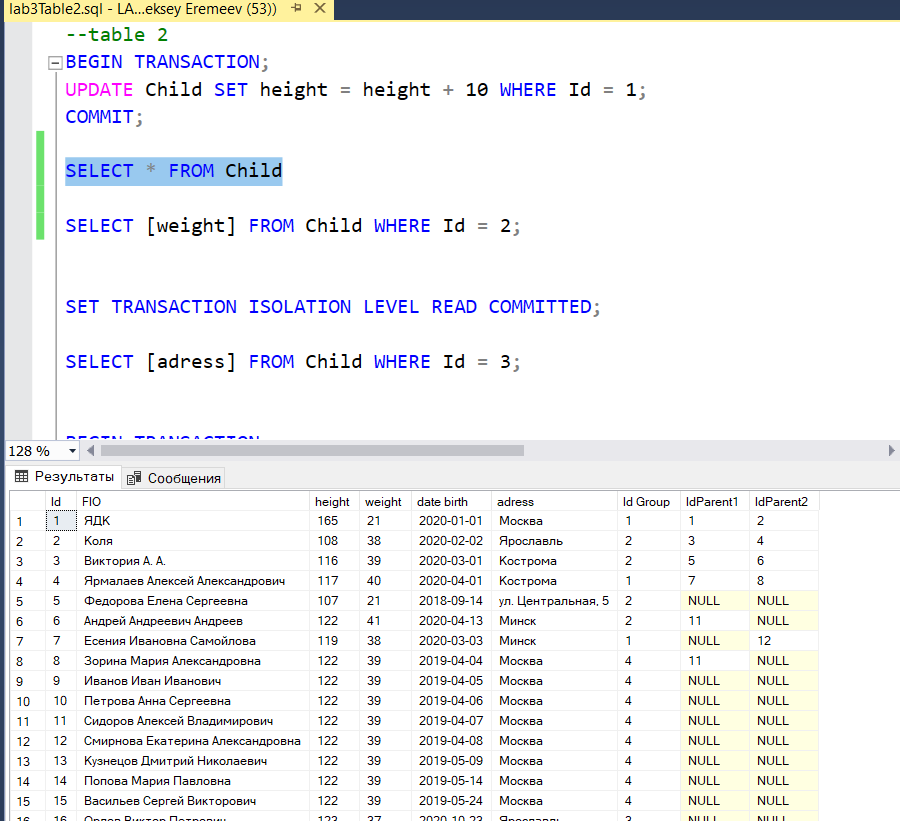 lab3Table2.sql - LA...eksey Eremeev (53))
--table 2
BEGIN TRANSACTION;
UPDATE Child SET height = height + 10 WHERE Id = 1;
COMMIT;
SELECT * FROM Child
SELECT [weight] FROM Child WHERE Id = 2;
SET TRANSACTION ISOLATION LEVEL READ COMMITTED;
SELECT [adress] FROM Child WHERE Id = 3;
BEGIN TRANSACTION
128 %
Результаты Сообщения
Id FIO height weight date birth adress Id Group IdParent1 IdParent2
1 1 ЯДК 165 21 2020-01-01 Москва 1 1 2
2 2 Коля 108 38 2020-02-02 Ярославль 2 3 4
3 3 Виктория А. А. 116 39 2020-03-01 Кострома 2 5 6
4 4 Ярмалаев Алексей Александрович 117 40 2020-04-01 Кострома 1 7 8
5 5 Федорова Елена Сергеевна 107 21 2018-09-14 ул. Центральная, 5 2 NULL NULL
6 6 Андрей Андреевич Андреев 122 41 2020-04-13 Минск 2 11 NULL
7 7 Есения Ивановна Самойлова 119 38 2020-03-03 Минск 1 NULL 12
8 8 Зорина Мария Александровна 122 39 2019-04-04 Москва 4 11 NULL
9 9 Иванов Иван Иванович 122 39 2019-04-05 Москва 4 NULL NULL
10 10 Петрова Анна Сергеевна 122 39 2019-04-06 Москва 4 NULL NULL
11 11 Сидоров Алексей Владимирович 122 39 2019-04-07 Москва 4 NULL NULL
12 12 Смирнова Екатерина Александровна 122 39 2019-04-08 Москва 4 NULL NULL
13 13 Кузнецов Дмитрий Николаевич 122 39 2019-05-09 Москва 4 NULL NULL
14 14 Попова Мария Павловна 122 39 2019-05-14 Москва 4 NULL NULL
15 15 Васильев Сергей Викторович 122 39 2019-05-24 Москва 4 NULL NULL
16 16 Орлов Виктор Петрович 123 37 2020-10-23 Ярославль NULL NULL